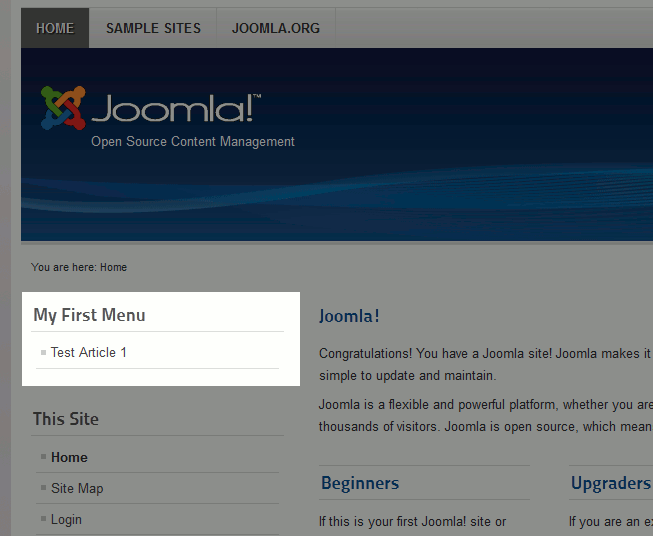 HOME SAMPLE SITES JOOMLA.ORG
Joomla!™
Open Source Content Management
You are here: Home
My First Menu
Test Article 1
This Site
Home
Site Map
Login
Joomla!
Congratulations! You have a Joomla site! Joomla makes it
simple to update and maintain.
Joomla is a flexible and powerful platform, whether you are
thousands of visitors. Joomla is open source, which mean
Beginners
If this is your first Joomla! site or
Upgraders
If you are an ex